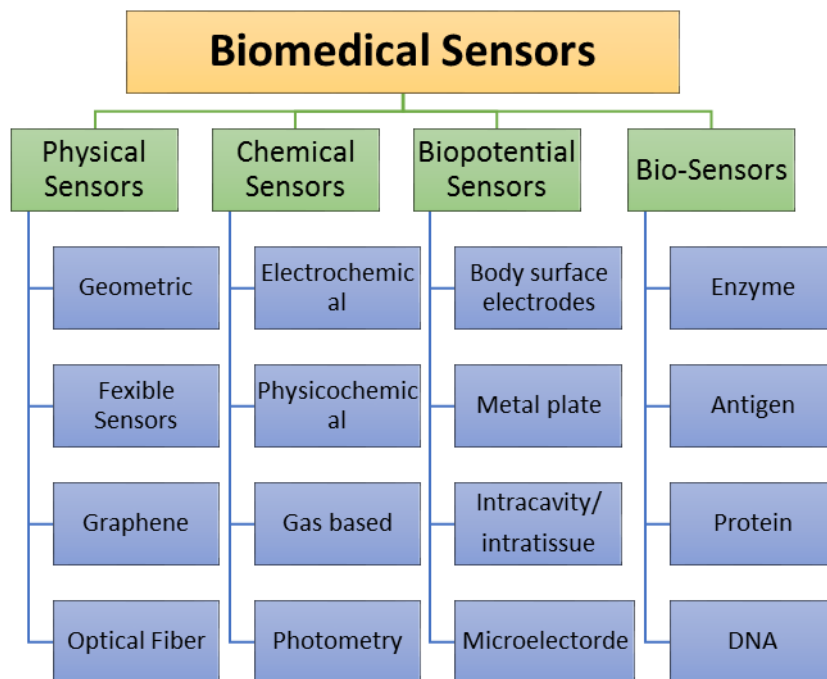 Biomedical Sensors
Physical
Sensors
Chemical
Sensors
Biopotential
Sensors
Bio-Sensors
Geometric
Fexible
Sensors
Graphene
Optical Fiber
Electrochemic
al
Physicochemic
al
Gas based
Photometry
Body surface
electrodes
Metal plate
Intracavity/
intratissue
Microelectorde
Enzyme
Antigen
Protein
DNA